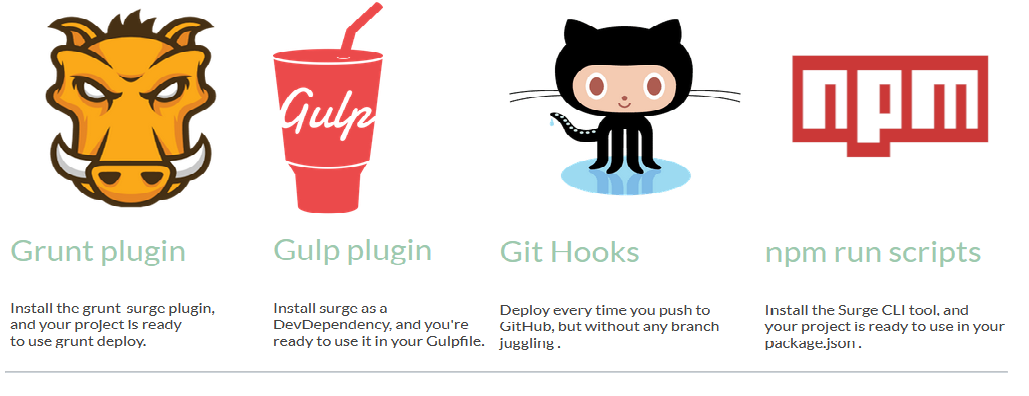 Gulp
npm
Grunt plugin
Install the grunt surge plugin,
and your project is ready
to use grunt deploy.
Gulp plugin
Install surge as a
DevDependency, and you're
ready to use it in your Gulpfile.
Git Hooks
Deploy every time you push to
GitHub, but without any branch
juggling .
npm run scripts
Install the Surge CLI tool, and
your project is ready to use in your
package.json .